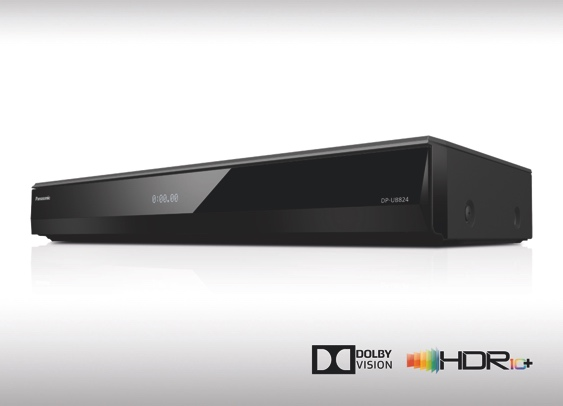 Panasonic
0:00.00
DP-UB824
DOLBY
VISION
HDR10+